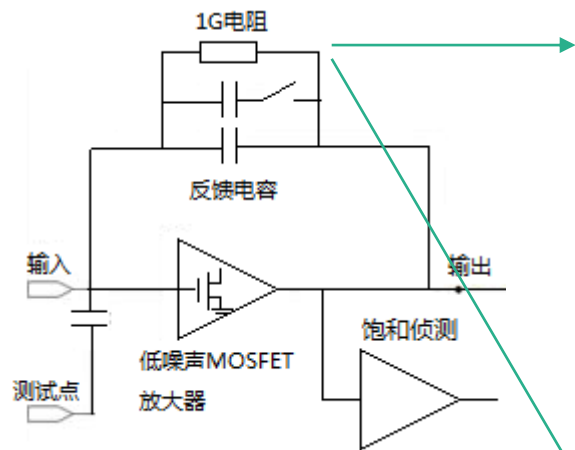 1G电阻
反馈电容
输入
输出
饱和侦测
低噪声MOSFET
放大器
测试点